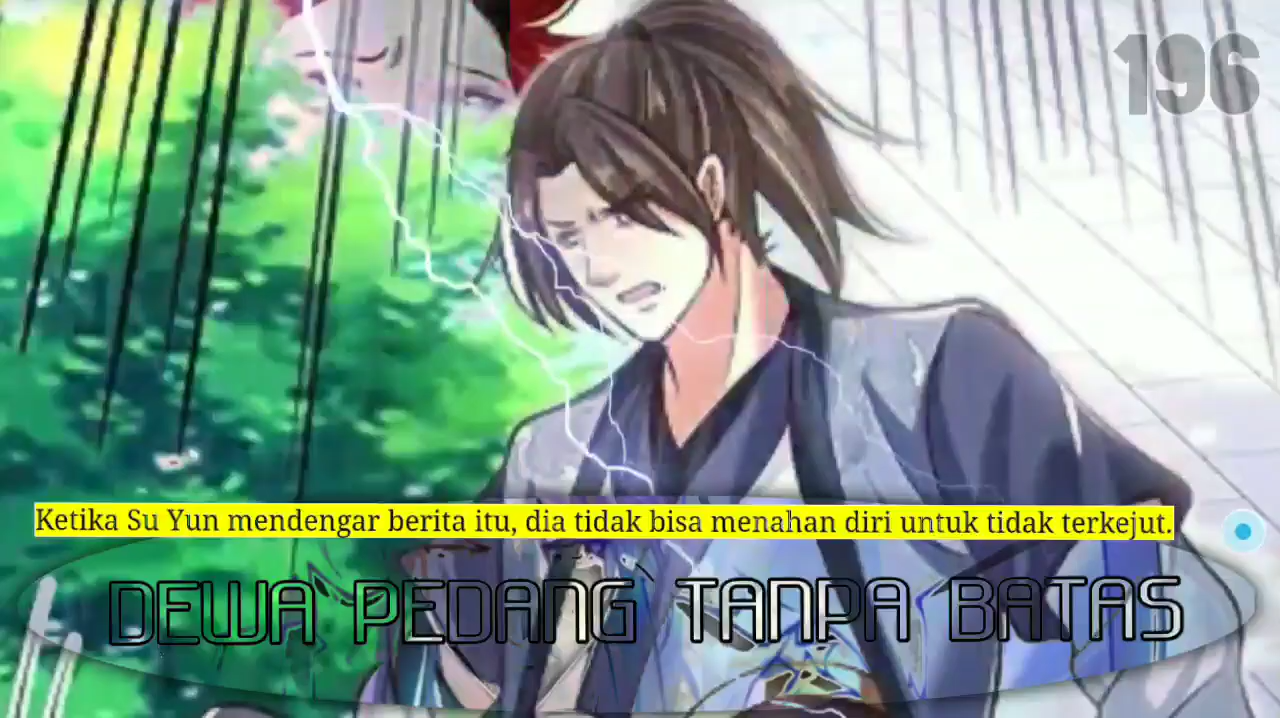 196
Ketika Su Yun mendengar berita itu, dia tidak bisa menahan diri untuk tidak terkejut.
DEWA PEDANG TANPA BATAS